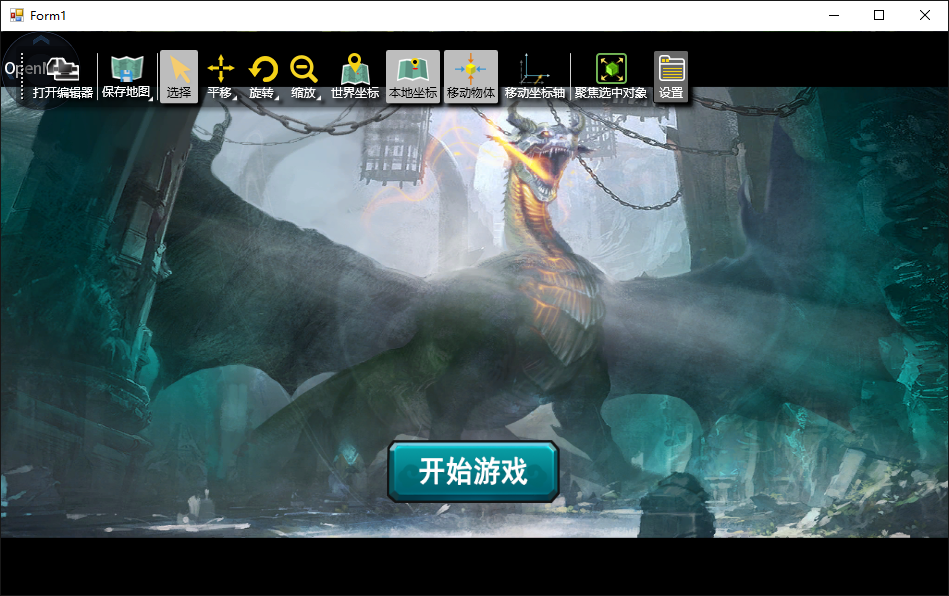 Form1
打开编辑器
保存地图
选择
平移
旋转
缩放
世界坐标
本地坐标
移动物体
移动坐标轴
聚焦选中对象
设置
开始游戏